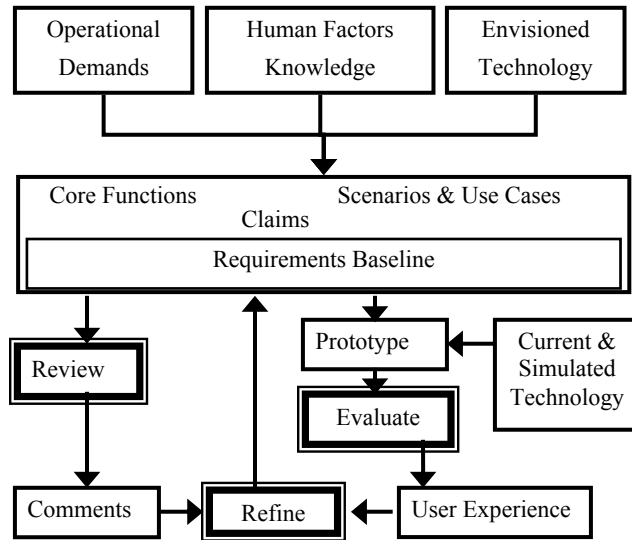 Operational
Demands
Human Factors
Knowledge
Envisioned
Technology
Core Functions
Scenarios & Use Cases
Claims
Requirements Baseline
Review
Prototype
Current &
Simulated
Technology
Evaluate
Comments
Refine
User Experience